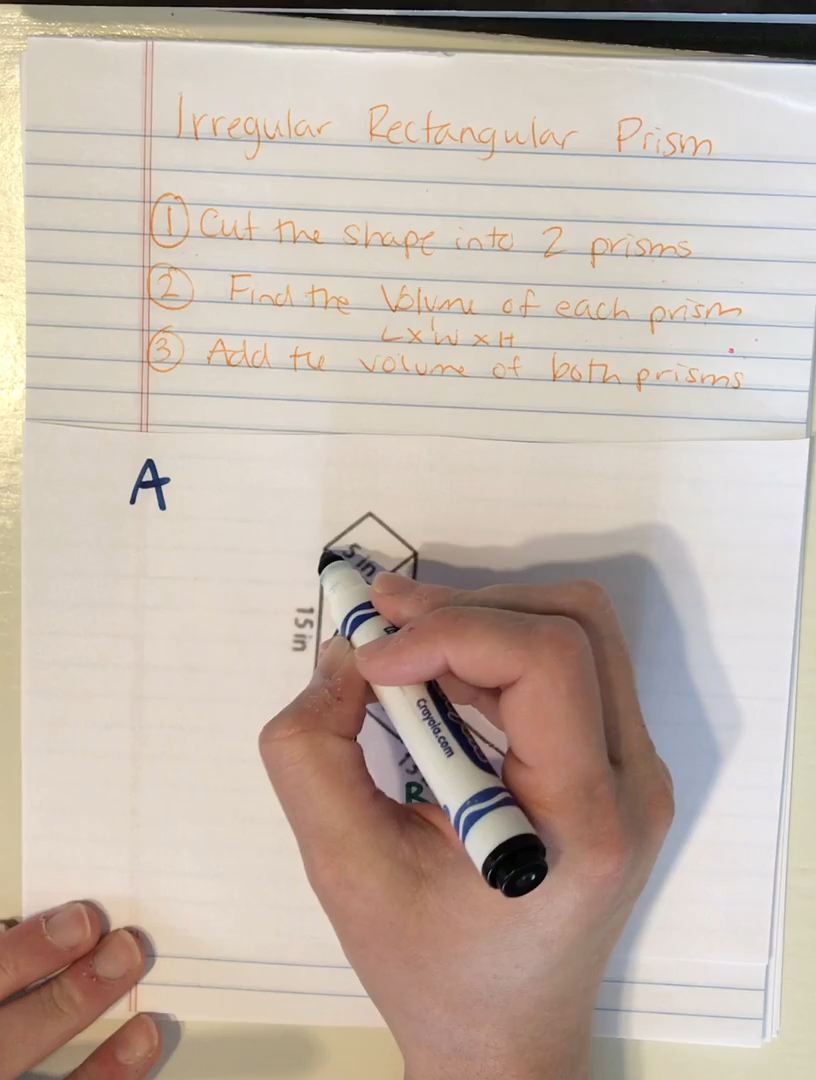 Irregular Rectangular Prism
① Cut the shape into 2 prisms
② Find the Volume of each prism
L x W x H
③ Add the volume of both prisms
A
5 in
15 in
Crayola.com
B